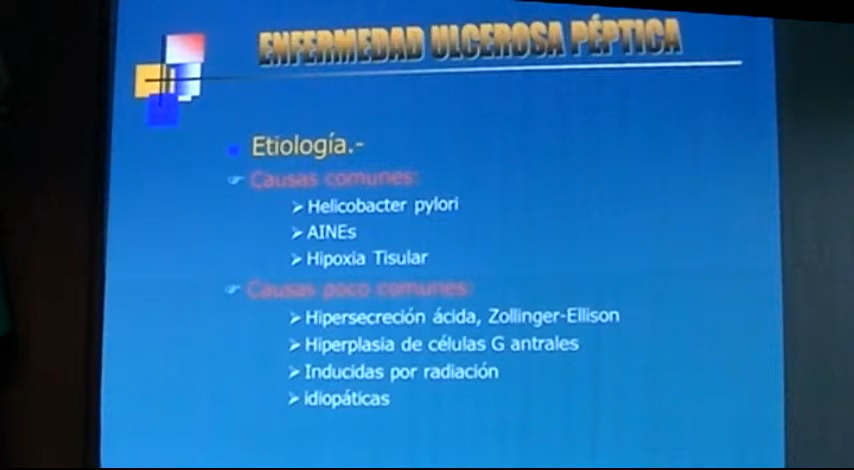 ENFERMEDAD ULCEROSA PÉPTICA
Etiología.-
Causas comunes:
Helicobacter pylori
AINEs
Hipoxia Tisular
Causas poco comunes:
Hipersecreción ácida, Zollinger-Ellison
Hiperplasia de células G antrales
Inducidas por radiación
idiopáticas